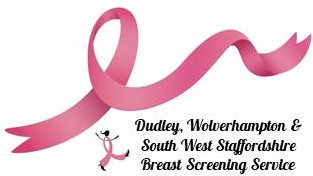 Dudley, Wolverhampton &
South West Staffordshire
Breast Screening Service